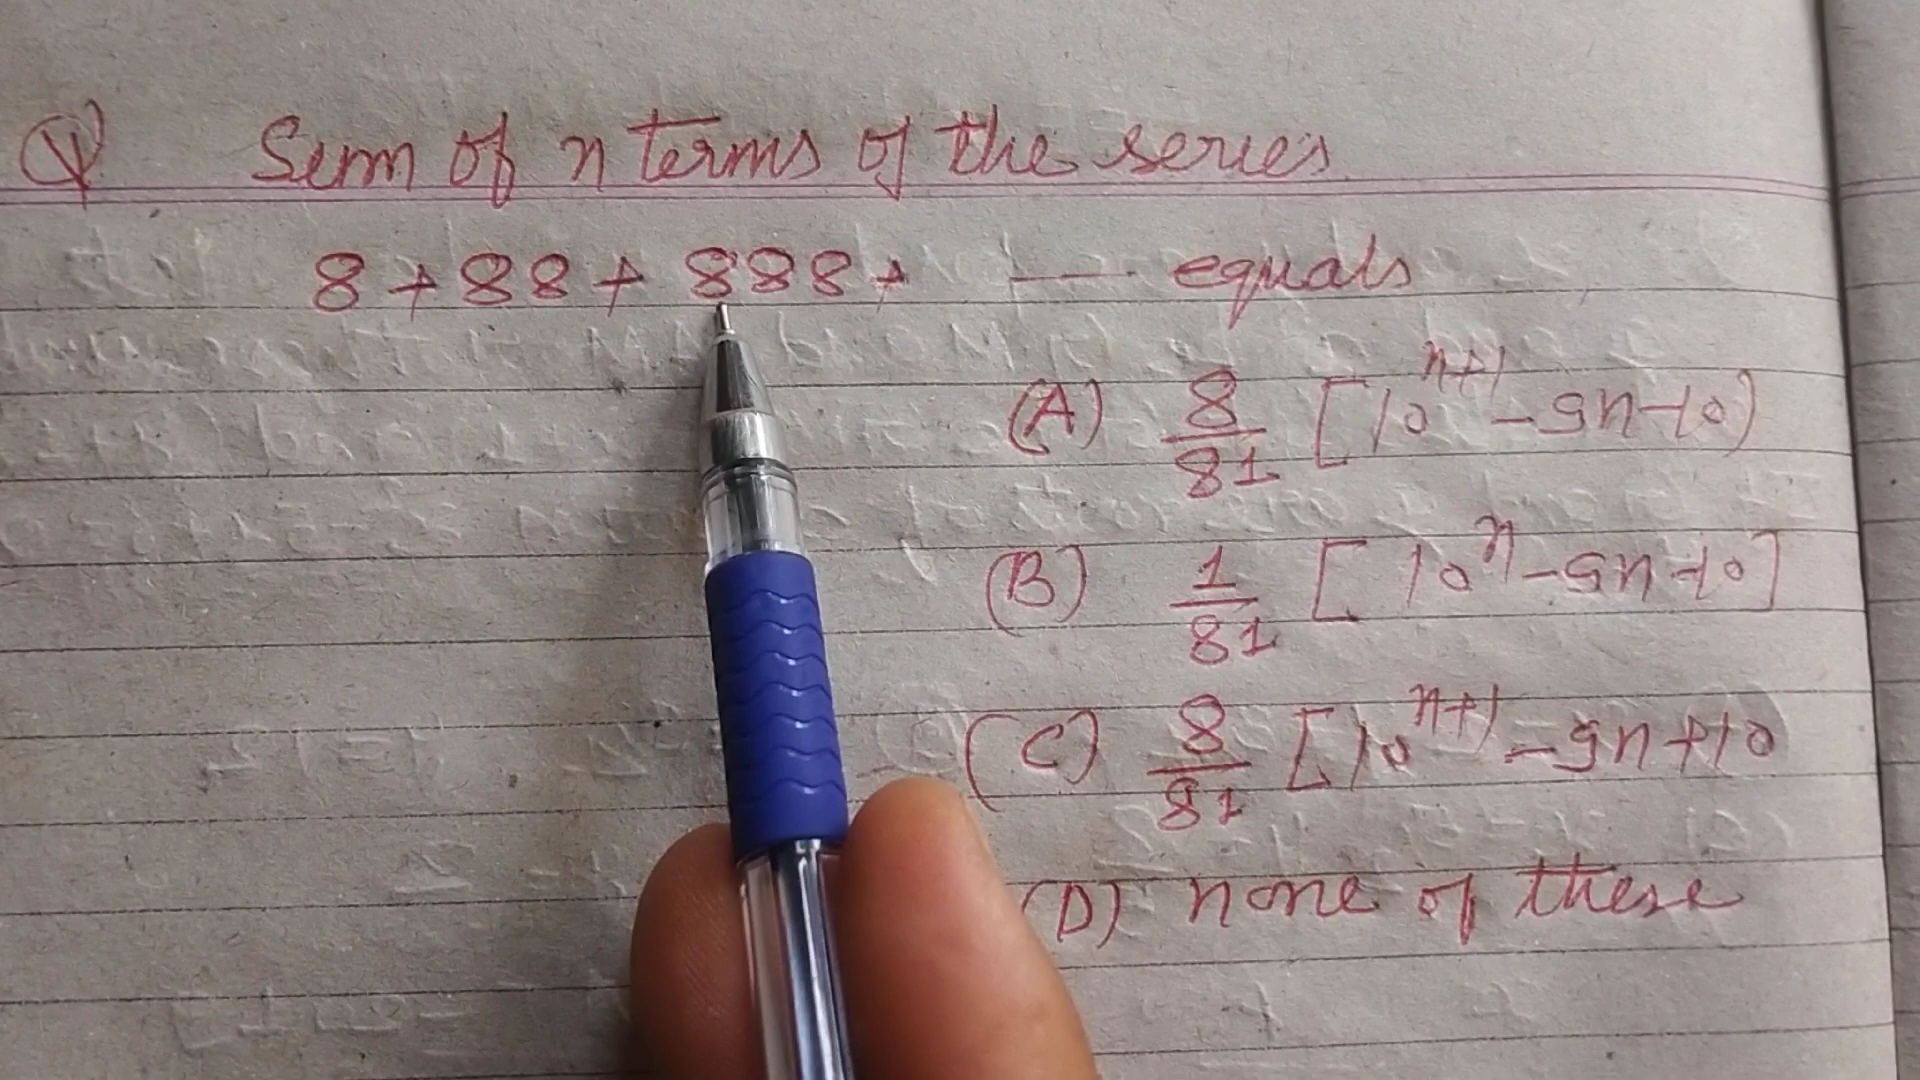 Q Sum of n terms of the series
8 + 88 + 888 + --- equals
(A) 8/81 [10^(n+1) - 9n - 10)
(B) 1/81 [10^n - 9n - 10]
(C) 8/81 [10^(n+1) - 9n + 10
(D) none of these